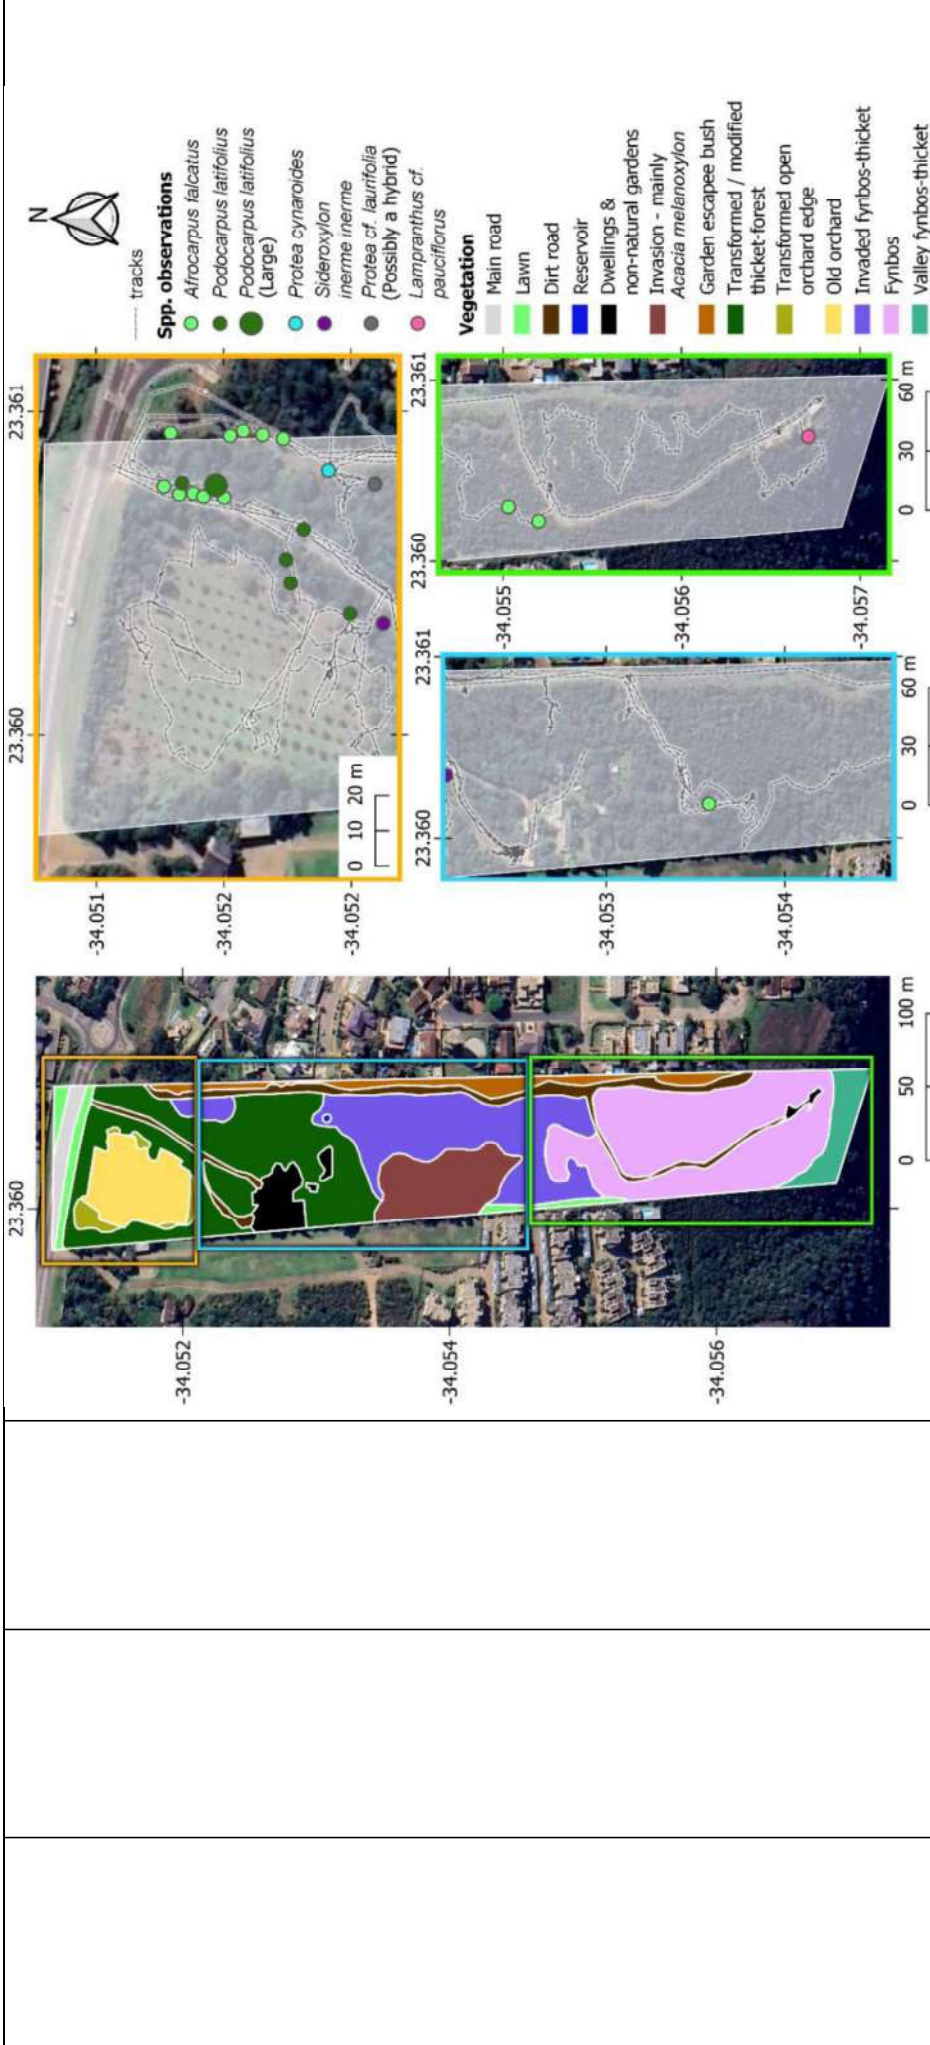 N
tracks
Spp. observations
Afrocarpus falcatus
Podocarpus latifolius
Podocarpus latifolius
(Large)
Protea cynaroides
Sideroxylon
inerme inerme
Protea cf. laurifolia
(Possibly a hybrid)
Lampranthus cf.
pauciflorus
Vegetation
Main road
Lawn
Dirt road
Reservoir
Dwellings &
non-natural gardens
Invasion - mainly
Acacia melanoxylon
Garden escapee bush
Transformed / modified
thicket-forest
Transformed open
orchard edge
Old orchard
Invaded fynbos-thicket
Fynbos
Valley fynbos-thicket
23.360
23.361
-34.051
-34.052
-34.052
0 10 20 m
23.360
23.361
-34.053
-34.054
0 30 60 m
23.360
23.361
-34.055
-34.056
-34.057
0 30 60 m
23.360
-34.052
-34.054
-34.056
0 50 100 m